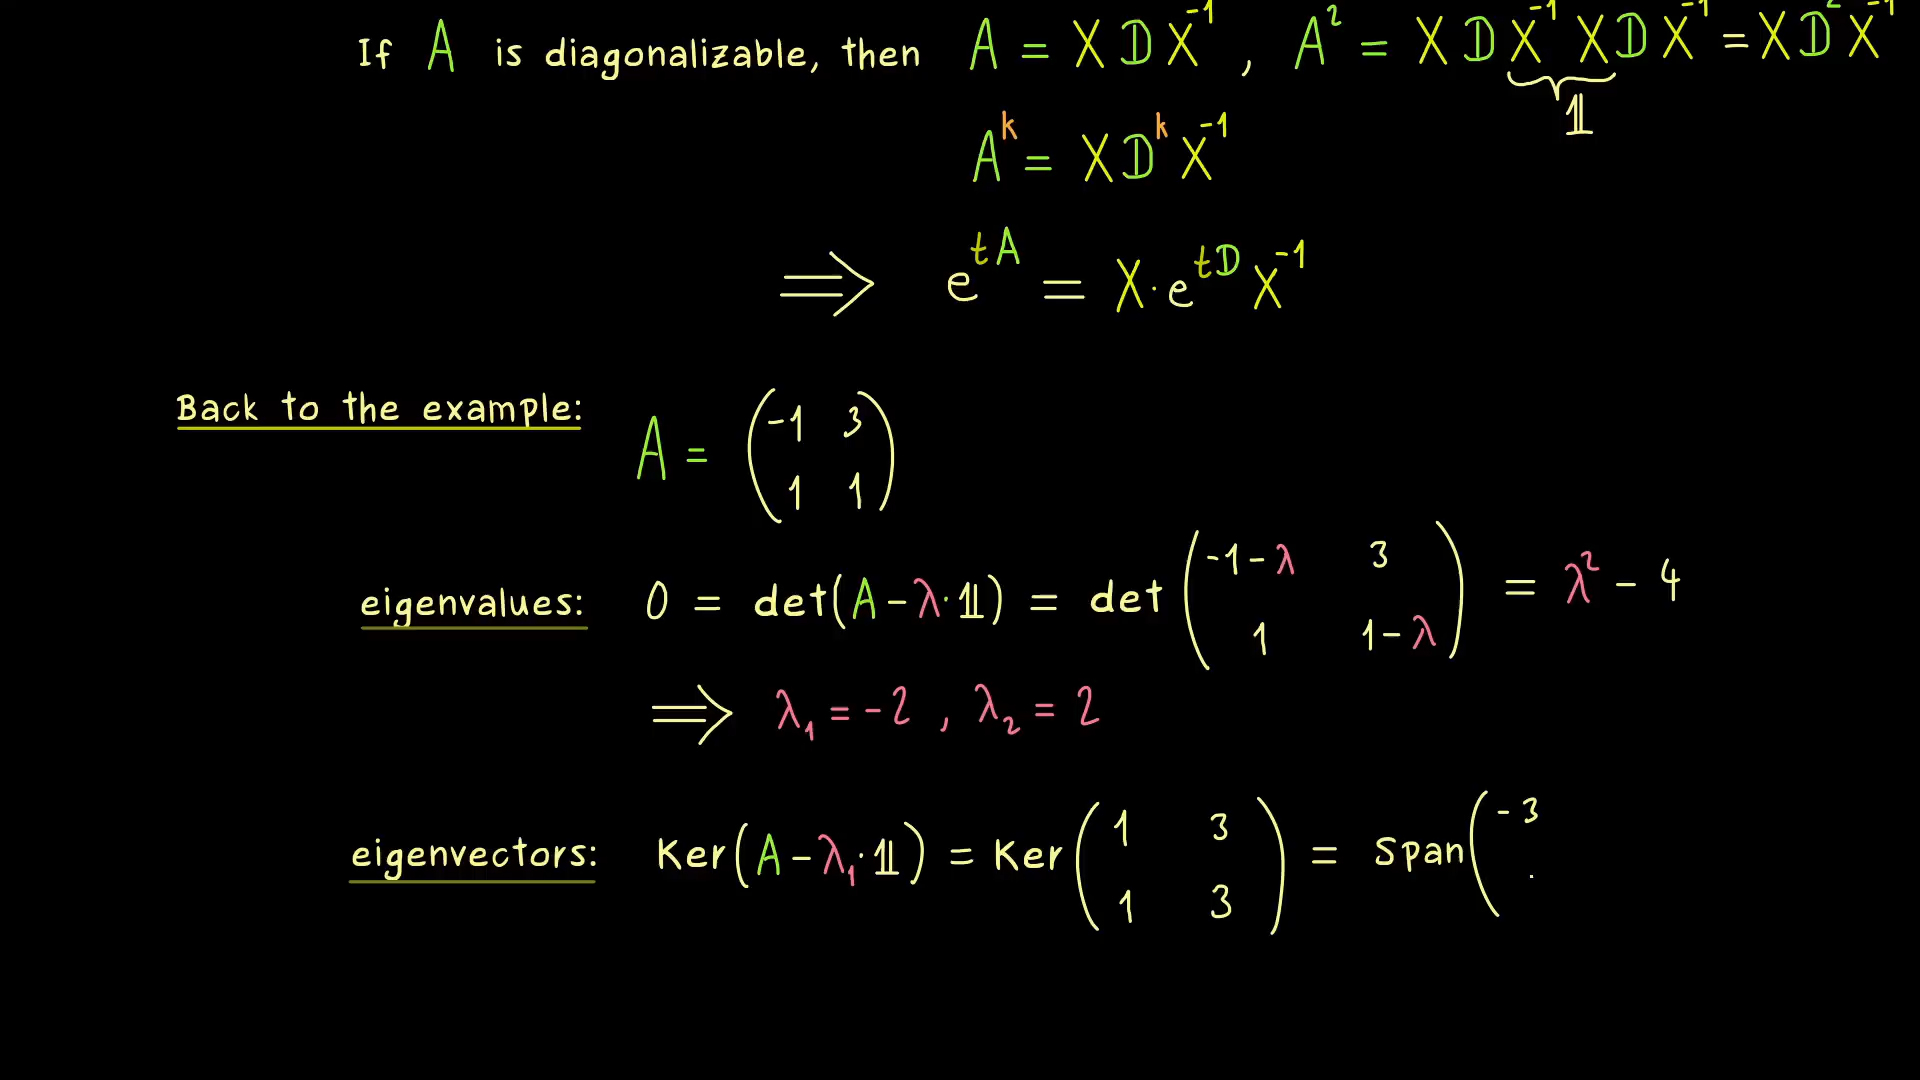 If A is diagonalizable, then A = X D X⁻¹ , A² = X D X⁻¹ X D X⁻¹ = X D² X⁻¹
𝟙
Aᵏ = X Dᵏ X⁻¹
⟹ e^{tA} = X · e^{tD} X⁻¹
Back to the example: A = ( -1 3
1 1 )
eigenvalues: 0 = det(A − λ · 𝟙) = det ( -1-λ 3
1 1-λ ) = λ² − 4
⟹ λ₁ = -2 , λ₂ = 2
eigenvectors: Ker(A − λ₁ · 𝟙) = Ker ( 1 3
1 3 ) = Span ( -3